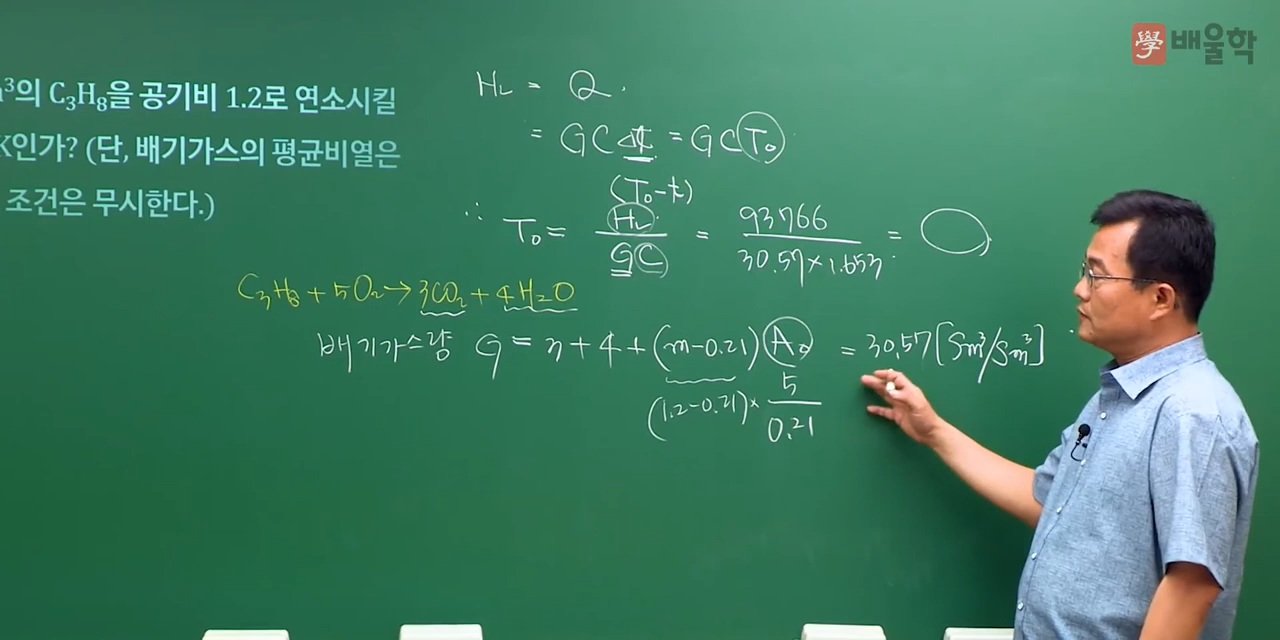 學 배울학
³의 C₃H₈을 공기비 1.2로 연소시킬
K인가? (단, 배기가스의 평균비열은
조건은 무시한다.)
H_L = Q.
= GCΔt = GC(T₀)
(T₀-t)
∴ T₀ = H_L / GC = 93766 / 30.57×1.653 =
C₃H₈ + 5O₂ → 3CO₂ + 4H₂O
배기가스량 G = 3 + 4 + (m-0.21) A₀ = 30.57 [Sm³/Sm³]
(1.2-0.21) × 5 / 0.21